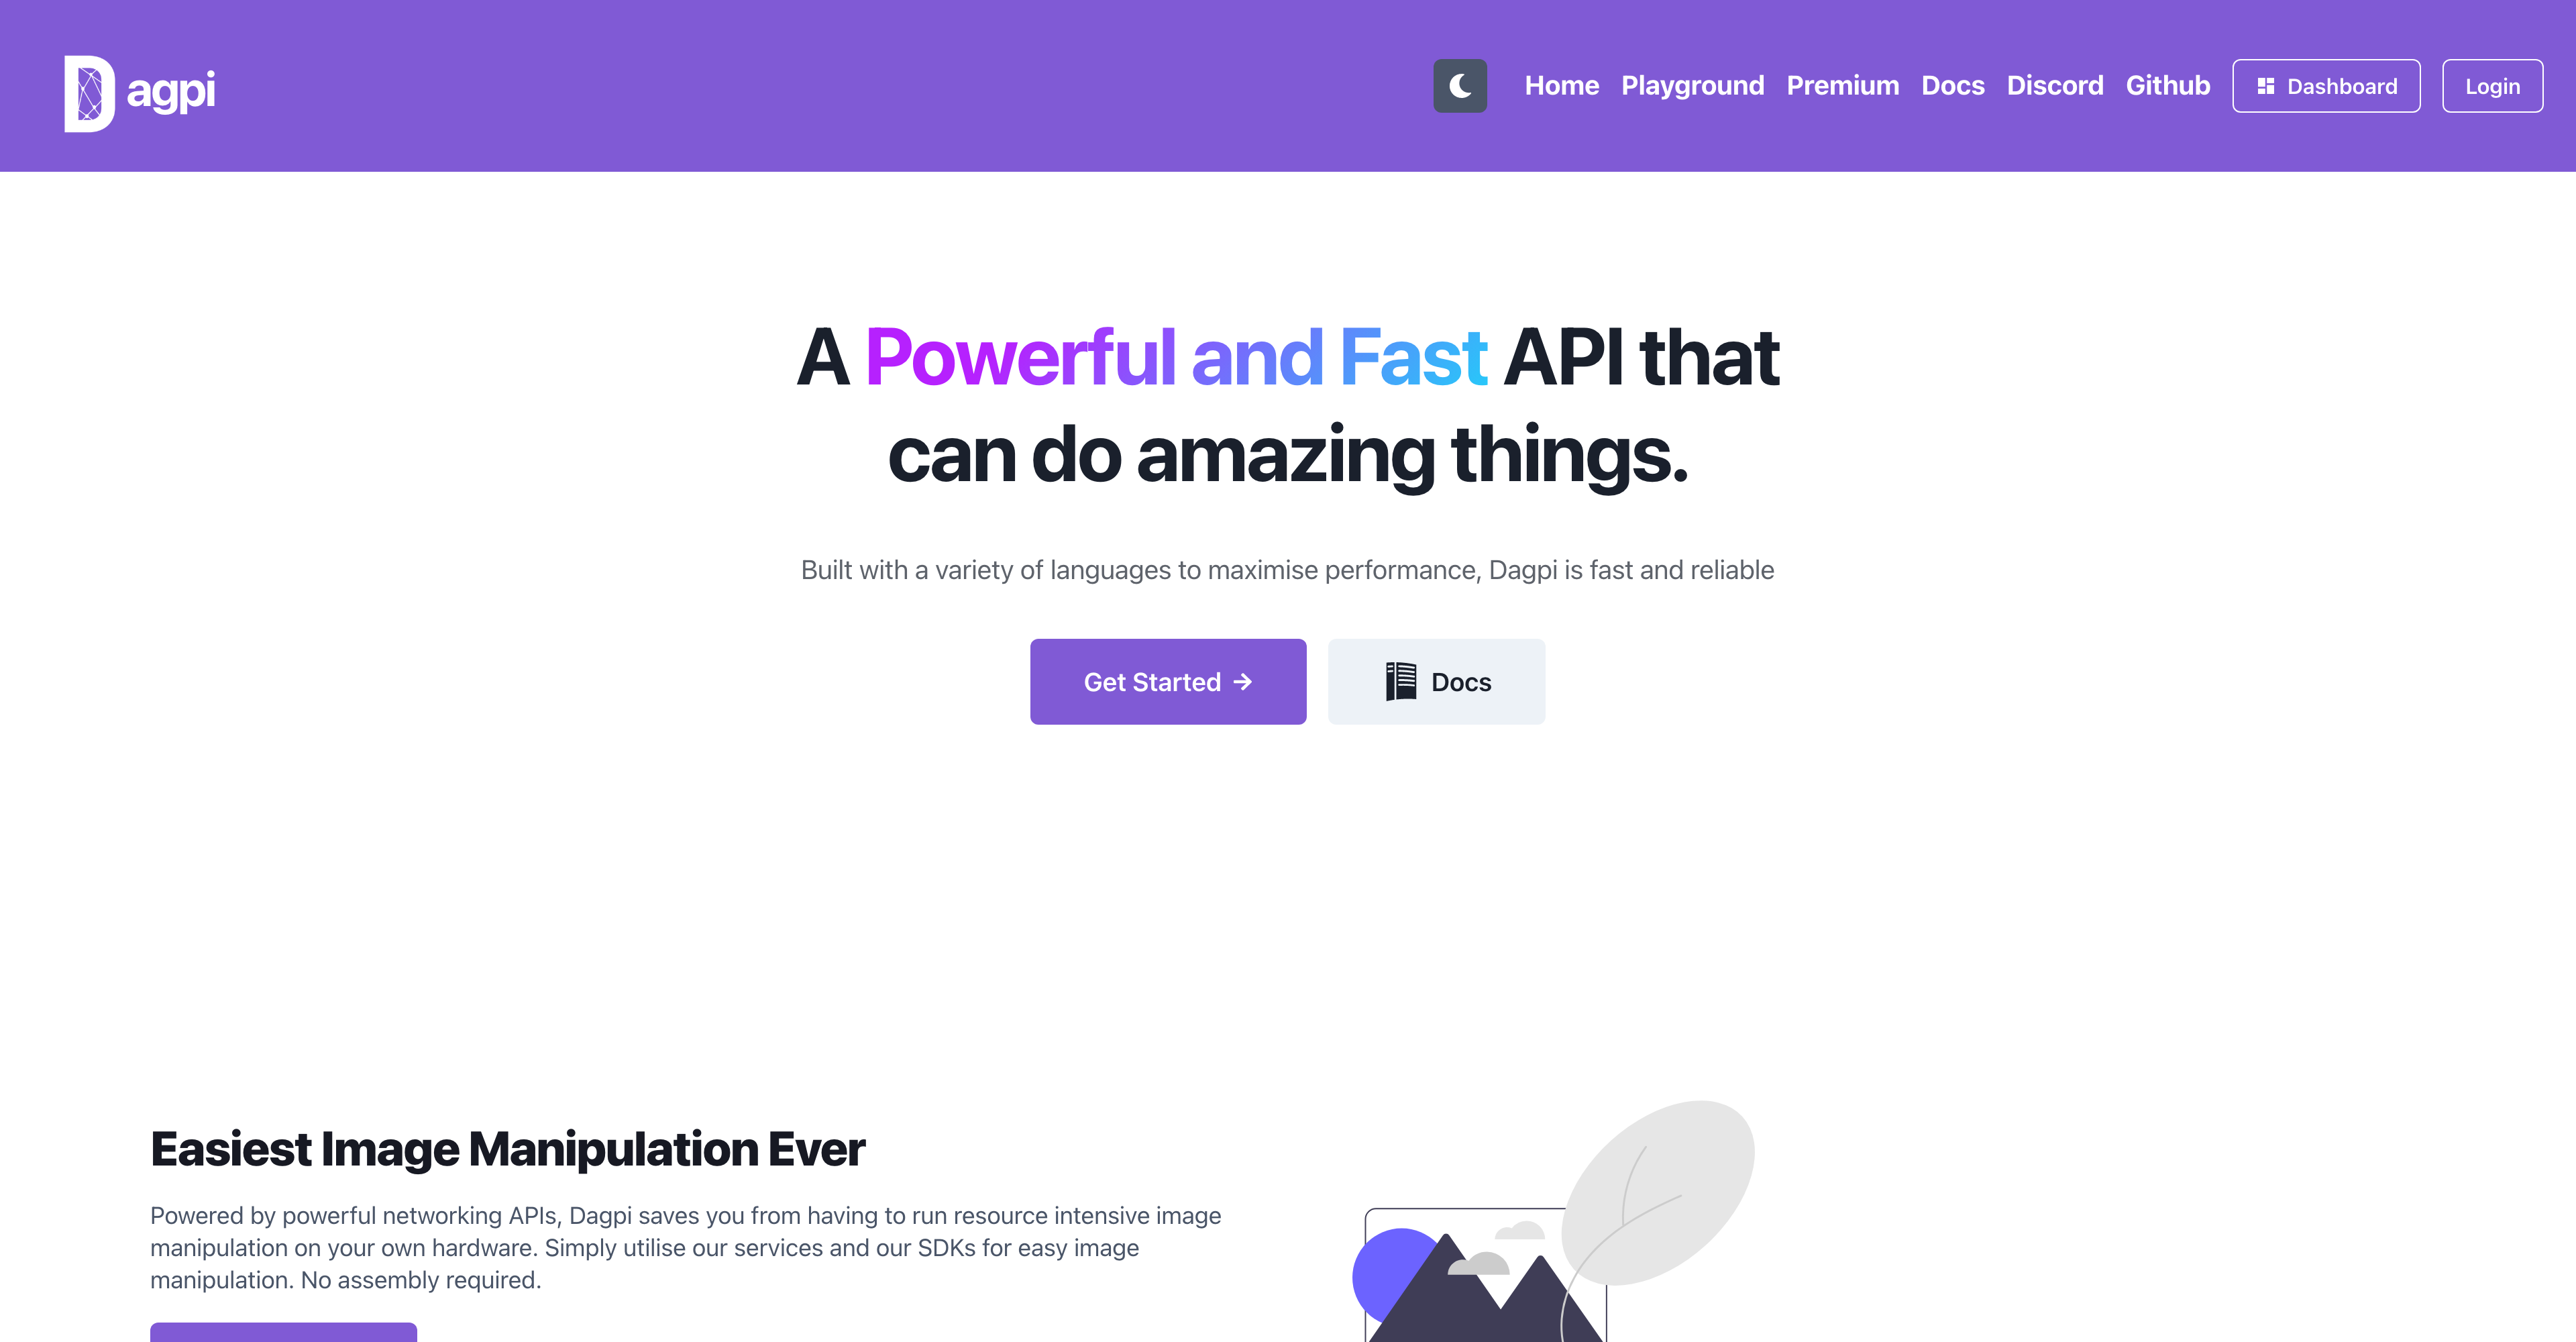 Dagpi
Home Playground Premium Docs Discord Github Dashboard Login
A Powerful and Fast API that
can do amazing things.
Built with a variety of languages to maximise performance, Dagpi is fast and reliable
Get Started → Docs
Easiest Image Manipulation Ever
Powered by powerful networking APIs, Dagpi saves you from having to run resource intensive image
manipulation on your own hardware. Simply utilise our services and our SDKs for easy image
manipulation. No assembly required.